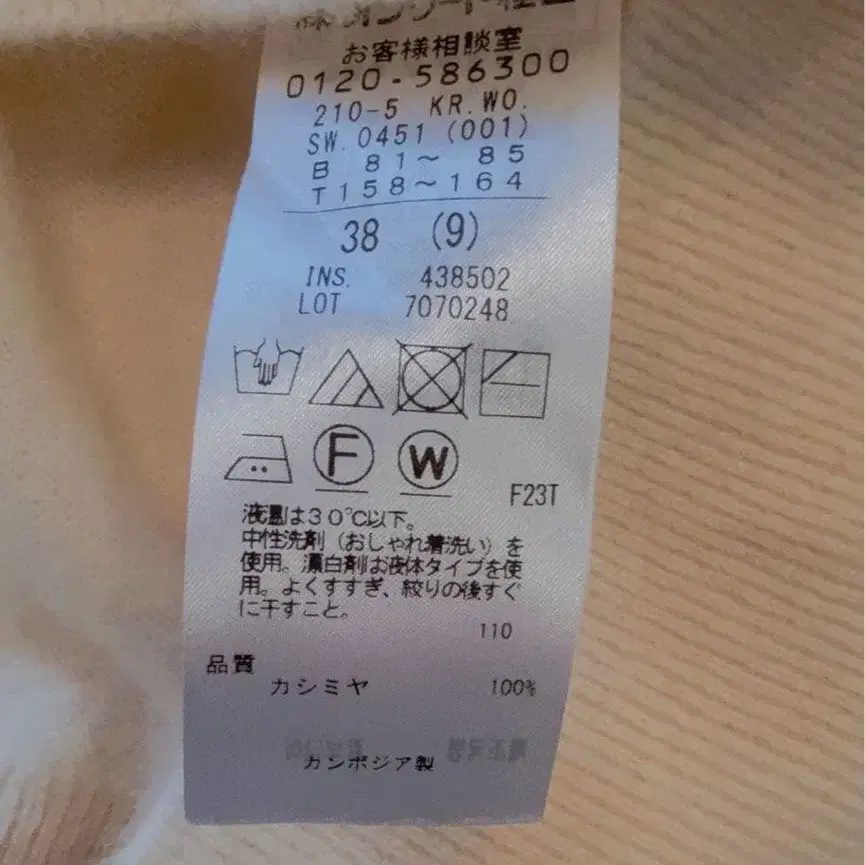 お客様相談室
0120-586300
210-5 KR.WO.
SW.0451 (001)
B 81～ 85
T158～164
38 (9)
INS. 438502
LOT 7070248
F W
F23T
液温は30℃以下。
中性洗剤（おしゃれ着洗い）を
使用。漂白剤は液体タイプを使
用。よくすすぎ、絞りの後すぐ
に干すこと。
110
品質
カシミヤ 100%
カンボジア製